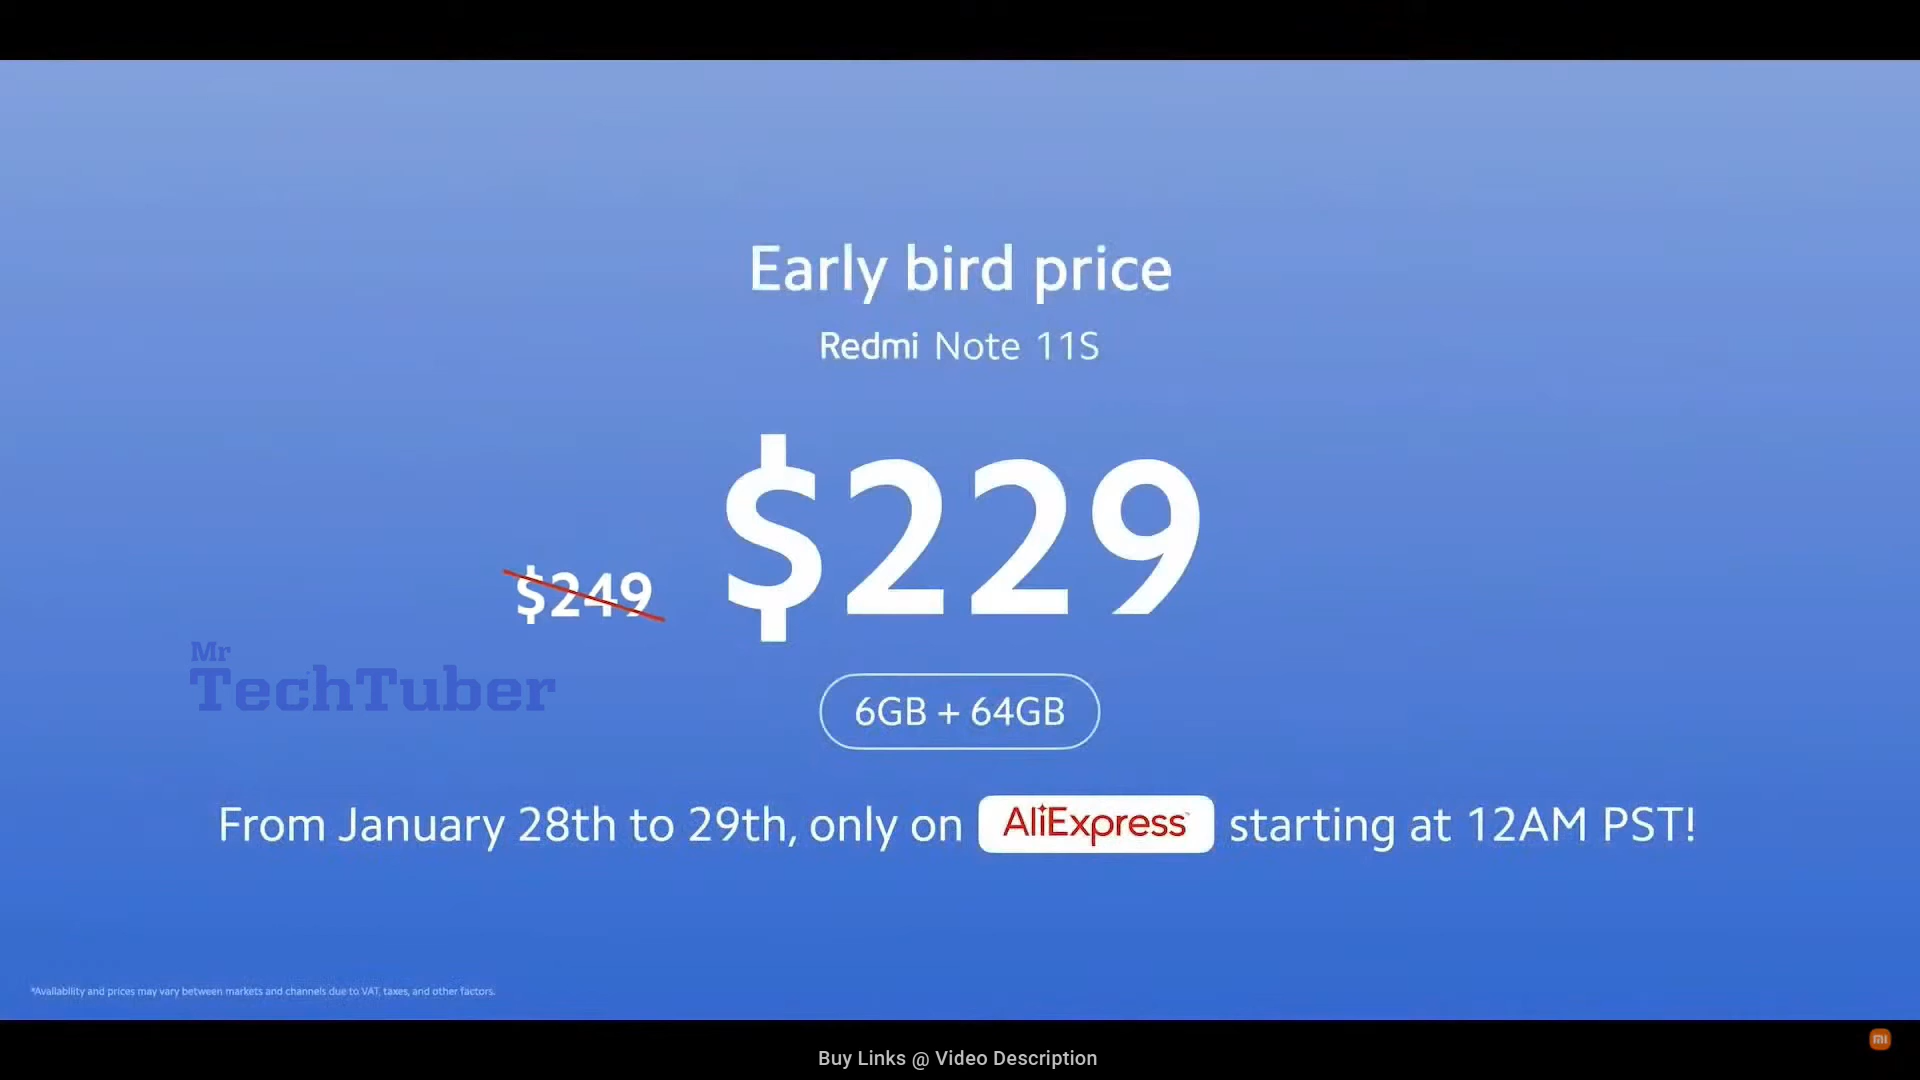 Early bird price
Redmi Note 11S
$249 $229
Mr
TechTuber
6GB + 64GB
From January 28th to 29th, only on AliExpress starting at 12AM PST!
*Availability and prices may vary between markets and channels due to VAT, taxes, and other factors.
mi
Buy Links @ Video Description